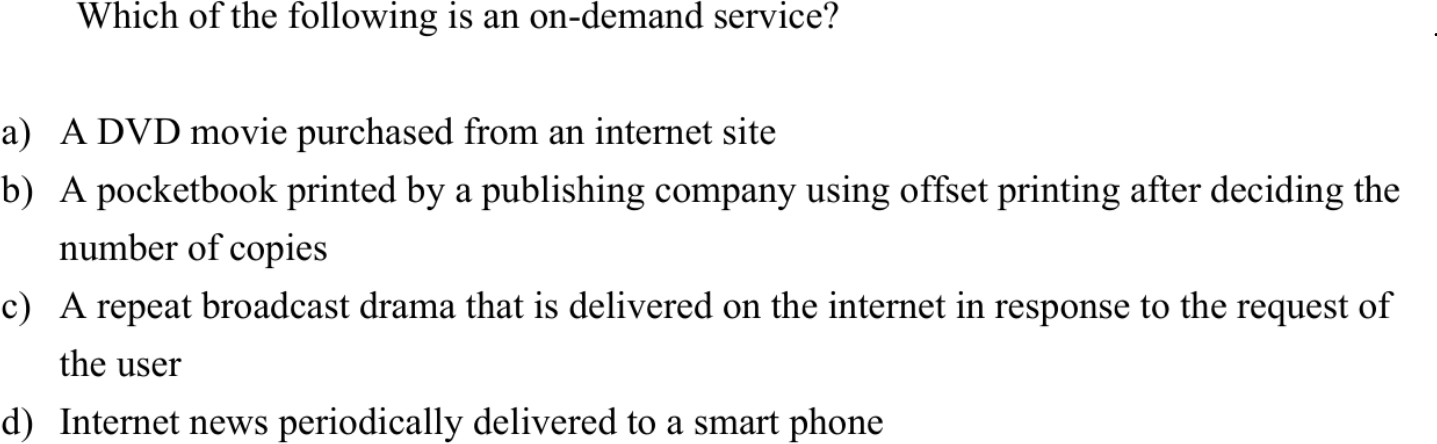 Which of the following is an on-demand service?
a) A DVD movie purchased from an internet site
b) A pocketbook printed by a publishing company using offset printing after deciding the
number of copies
c) A repeat broadcast drama that is delivered on the internet in response to the request of
the user
d) Internet news periodically delivered to a smart phone